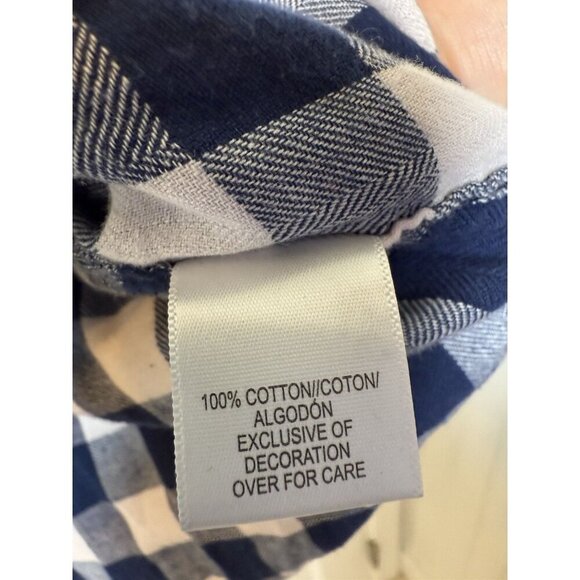 100% COTTON//COTON/
ALGODÓN
EXCLUSIVE OF
DECORATION
OVER FOR CARE